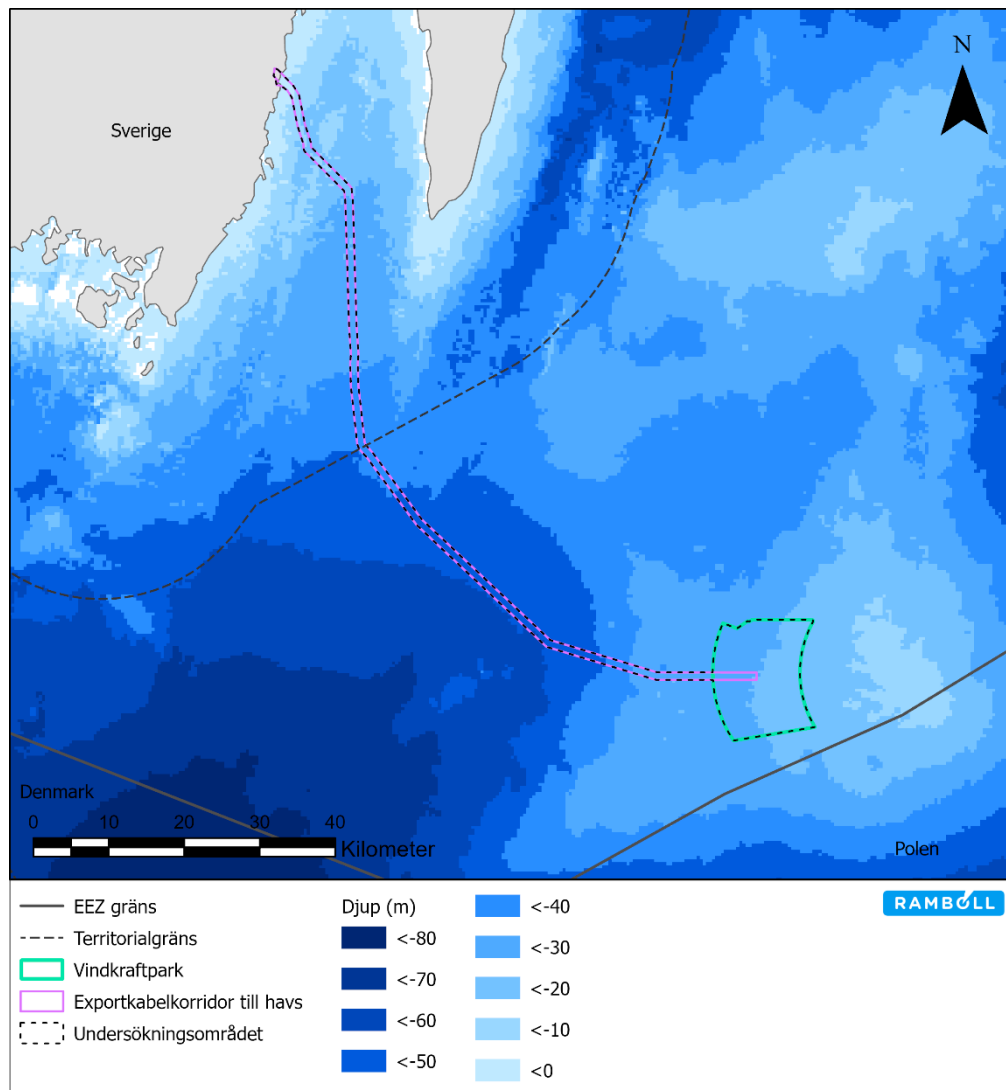 N
Sverige
Denmark
0 10 20 30 40
Kilometer
Polen
EEZ gräns
Territorialgräns
Vindkraftpark
Exportkabelkorridor till havs
Undersökningsområdet
Djup (m)
<-80
<-70
<-60
<-50
<-40
<-30
<-20
<-10
<0
RAMBOLL